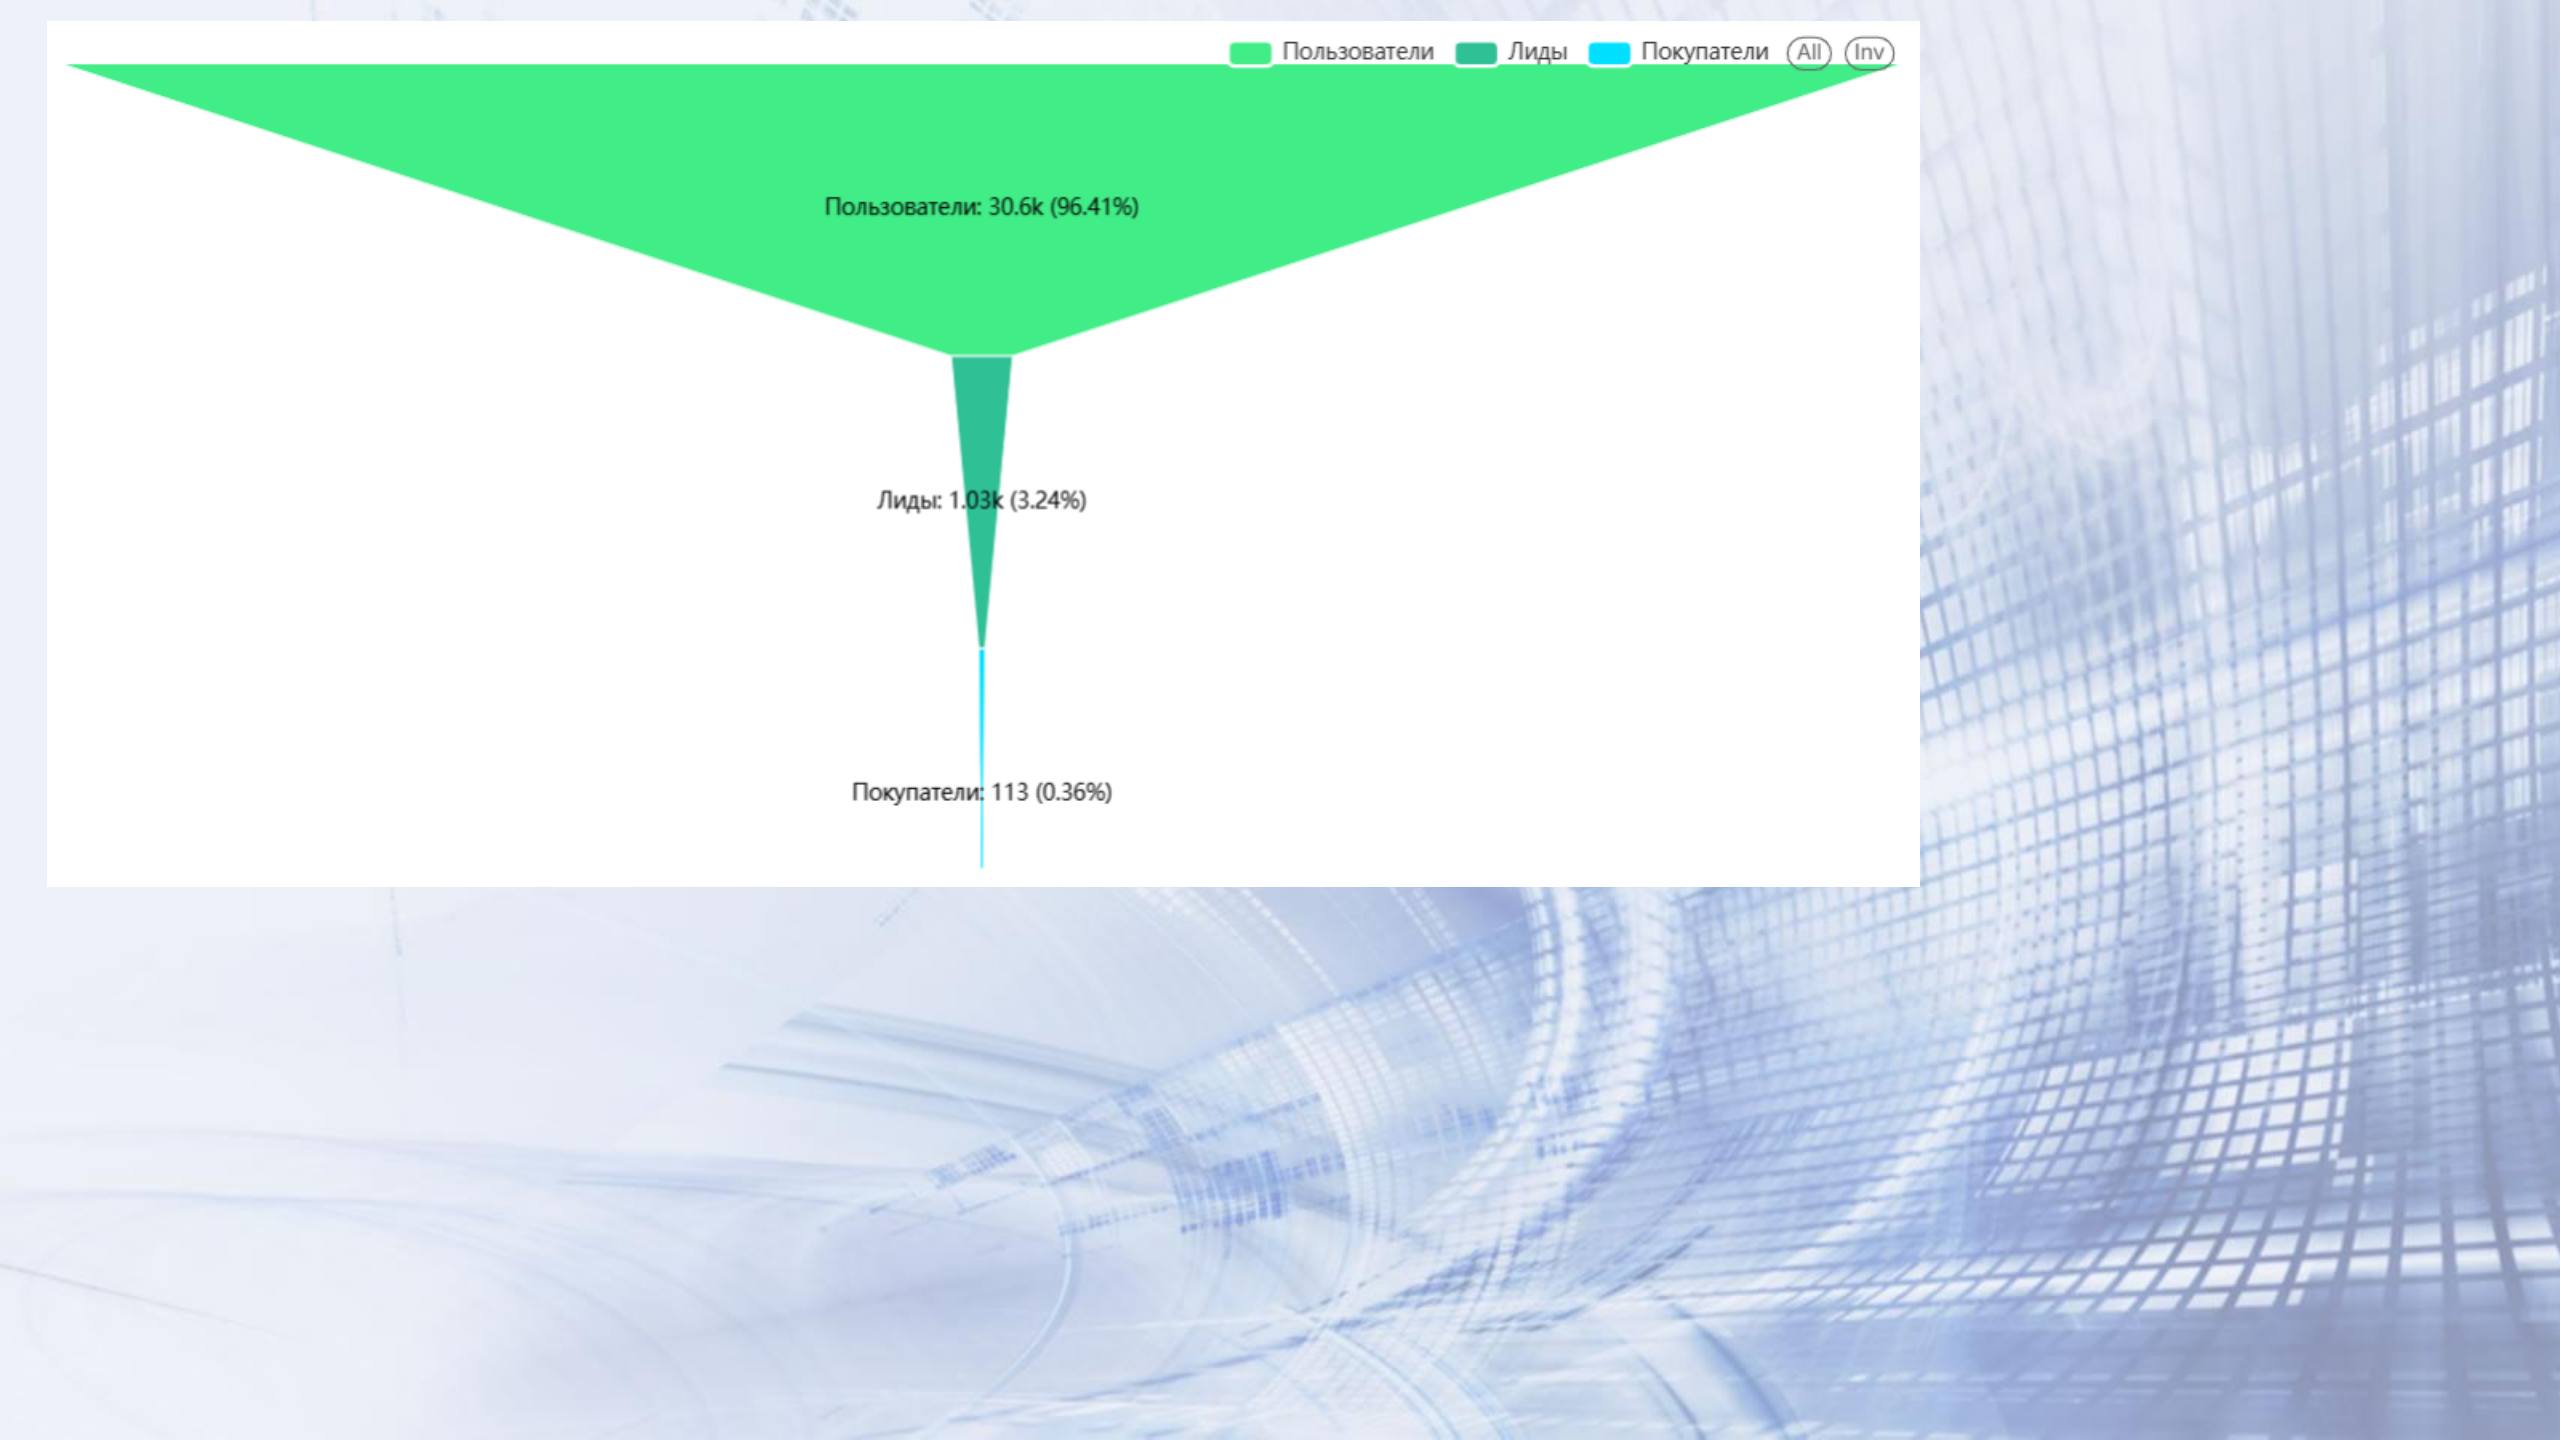 Пользователи Лиды Покупатели All Inv
Пользователи: 30.6k (96.41%)
Лиды: 1.03k (3.24%)
Покупатели: 113 (0.36%)